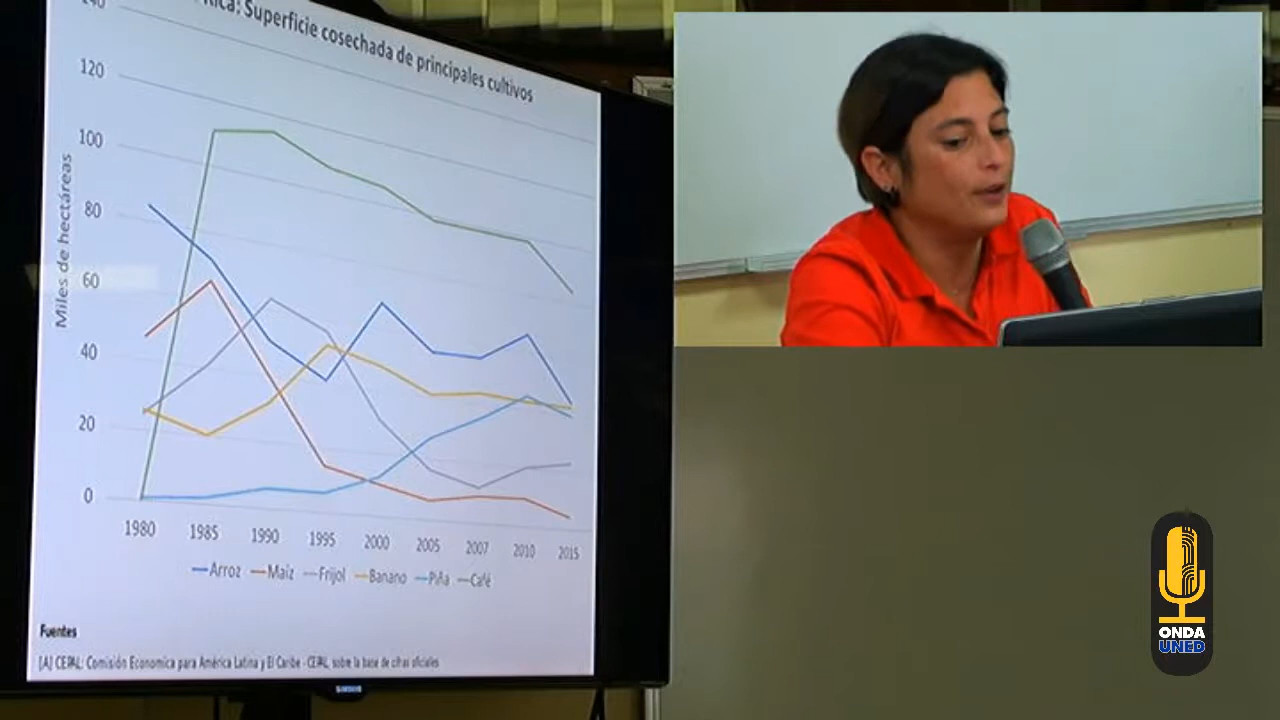 Superficie cosechada de principales cultivos
120
100
80
60
40
20
0
Miles de hectáreas
1980 1985 1990 1995 2000 2005 2007 2010 2015
Arroz Maíz Frijol Banano Piña Café
Fuentes
[A] CEPAL: Comisión Economica para América Latina y El Caribe - CEPAL sobre la base de cifras oficiales
SAMSUNG
ONDA
UNED